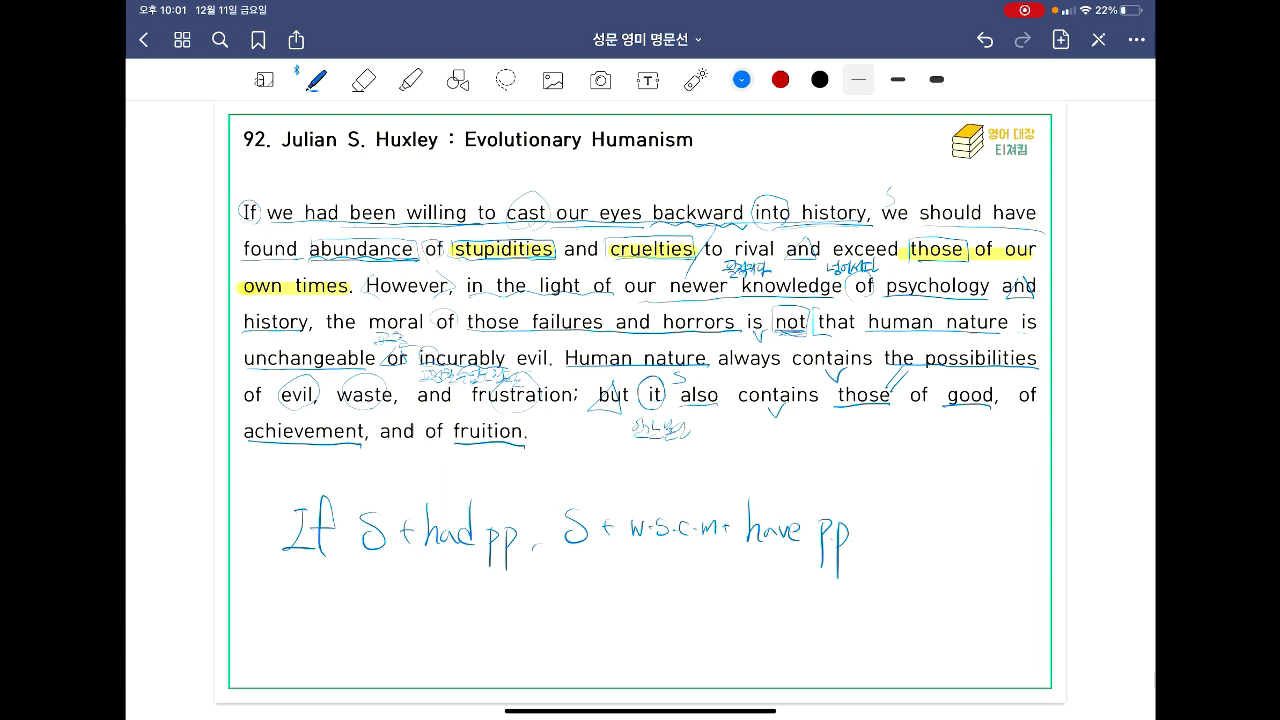 오후 10:01 12월 11일 금요일
22%
성문 영미 명문선
92. Julian S. Huxley : Evolutionary Humanism
영어 대장
티쳐킴
If we had been willing to cast our eyes backward into history, we should have
found abundance of stupidities and cruelties to rival and exceed those of our
own times. However, in the light of our newer knowledge of psychology and
history, the moral of those failures and horrors is not that human nature is
unchangeable or incurably evil. Human nature always contains the possibilities
of evil, waste, and frustration; but it also contains those of good, of
achievement, and of fruition.
If S + had pp, S + w.s.c.m + have p.p